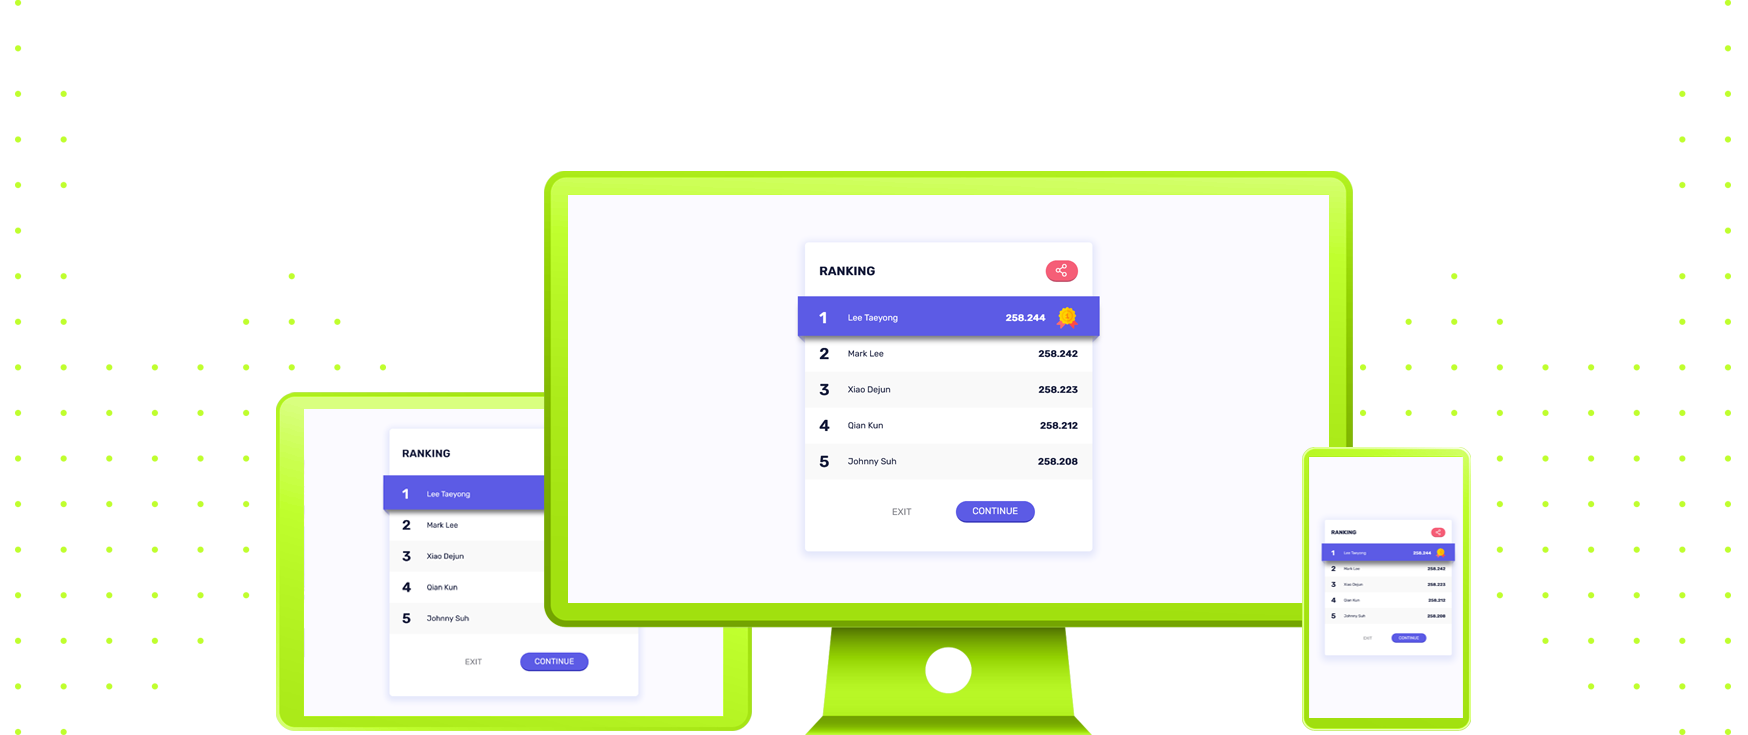 RANKING
1 Lee Taeyong 258.244
2 Mark Lee 258.242
3 Xiao Dejun 258.223
4 Qian Kun 258.212
5 Johnny Suh 258.208
EXIT CONTINUE
RANKING
1 Lee Taeyong
2 Mark Lee
3 Xiao Dejun
4 Qian Kun
5 Johnny Suh
EXIT CONTINUE
RANKING
1 Lee Taeyong 258.244
2 Mark Lee 258.242
3 Xiao Dejun 258.223
4 Qian Kun 258.212
5 Johnny Suh 258.208
EXIT CONTINUE